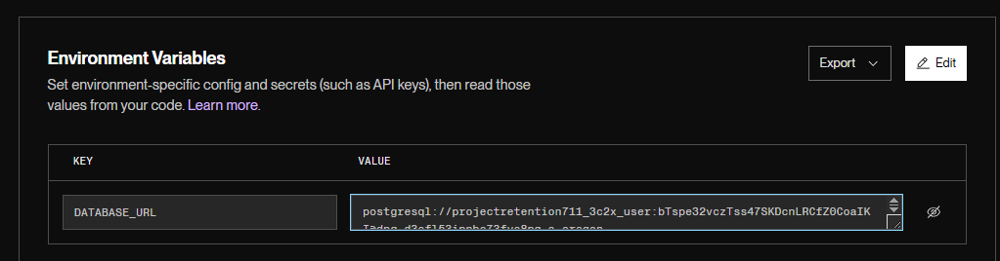 Environment Variables
Export
Edit
Set environment-specific config and secrets (such as API keys), then read those
values from your code. Learn more.
KEY
VALUE
DATABASE_URL
postgresql://projectretention711_3c2x_user:bTspe32vczTss47SKDcnLRCfZ0CoaIK